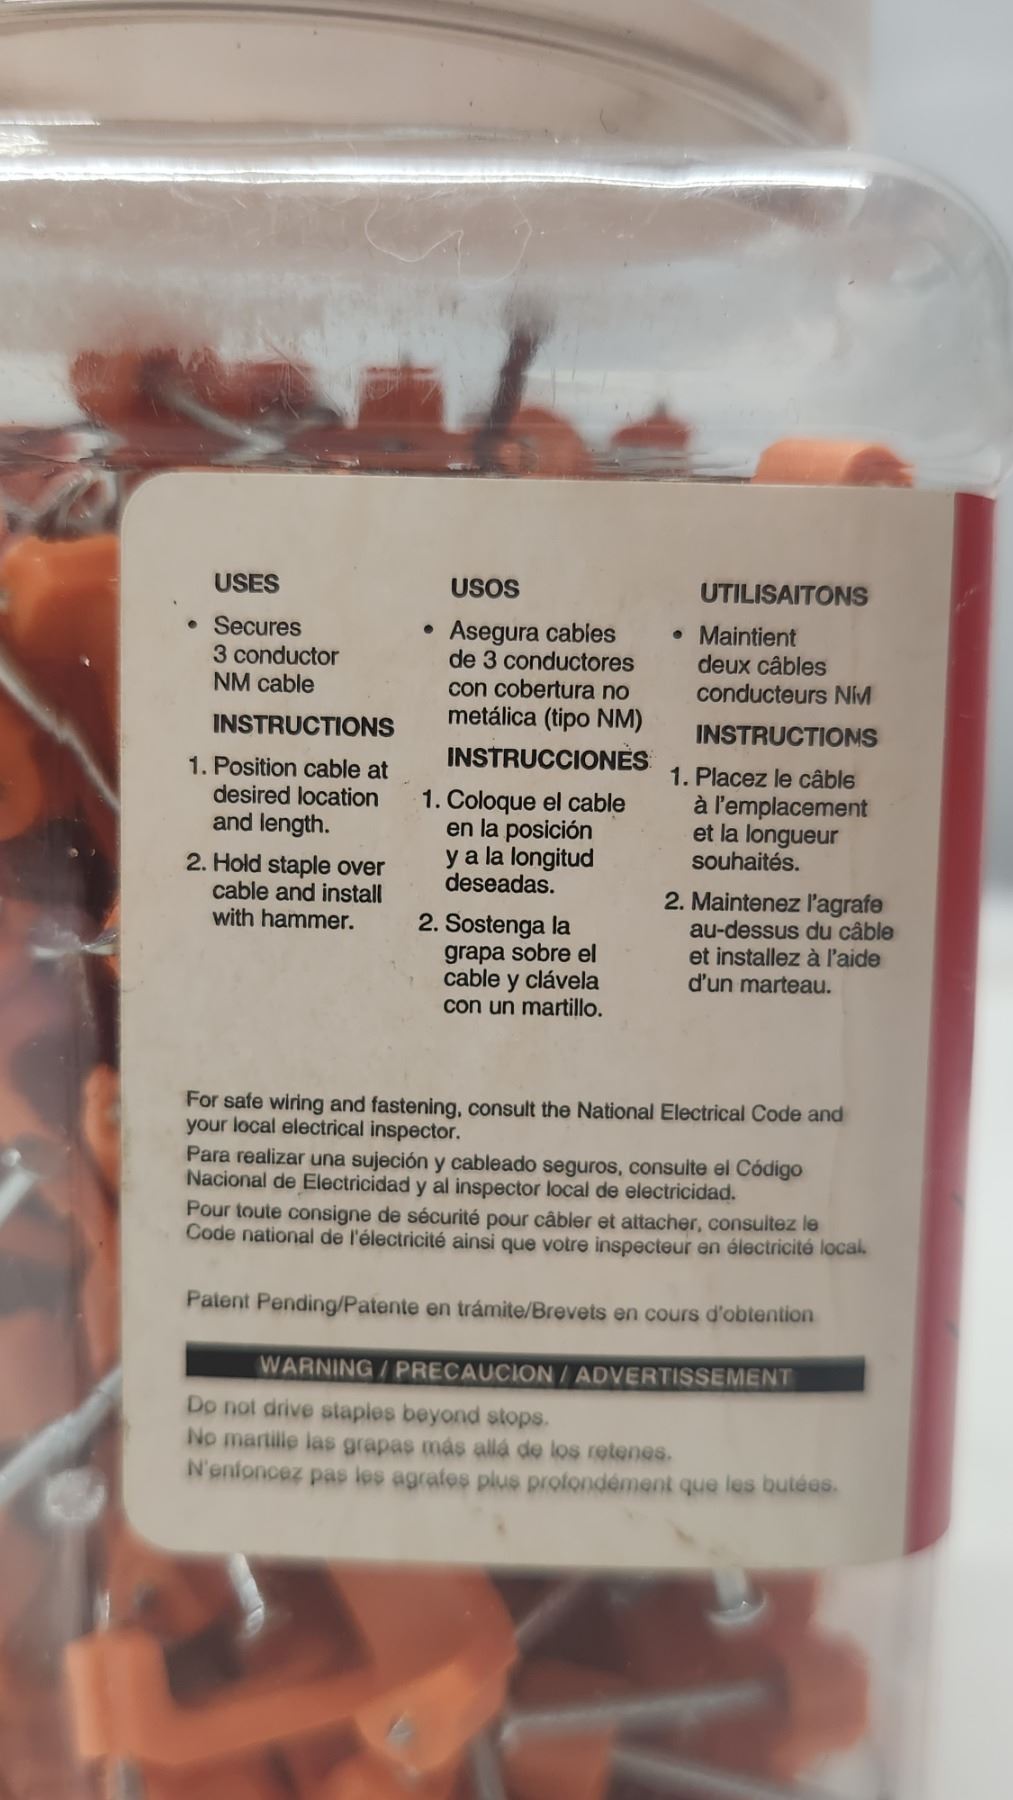 USES
• Secures
3 conductor
NM cable
INSTRUCTIONS
1. Position cable at
desired location
and length.
2. Hold staple over
cable and install
with hammer.
USOS
• Asegura cables
de 3 conductores
con cobertura no
metálica (tipo NM)
INSTRUCCIONES
1. Coloque el cable
en la posición
y a la longitud
deseadas.
2. Sostenga la
grapa sobre el
cable y clávela
con un martillo.
UTILISAITONS
• Maintient
deux câbles
conducteurs NM
INSTRUCTIONS
1. Placez le câble
à l'emplacement
et la longueur
souhaités.
2. Maintenez l'agrafe
au-dessus du câble
et installez à l'aide
d'un marteau.
For safe wiring and fastening, consult the National Electrical Code and
your local electrical inspector.
Para realizar una sujeción y cableado seguros, consulte el Código
Nacional de Electricidad y al inspector local de electricidad.
Pour toute consigne de sécurité pour câbler et attacher, consultez le
Code national de l'électricité ainsi que votre inspecteur en électricité local.
Patent Pending/Patente en trámite/Brevets en cours d'obtention
WARNING / PRECAUCION / ADVERTISSEMENT
Do not drive staples beyond stops.
No martille las grapas más allá de los retenes.
N'enfoncez pas les agrafes plus profondément que les butées.